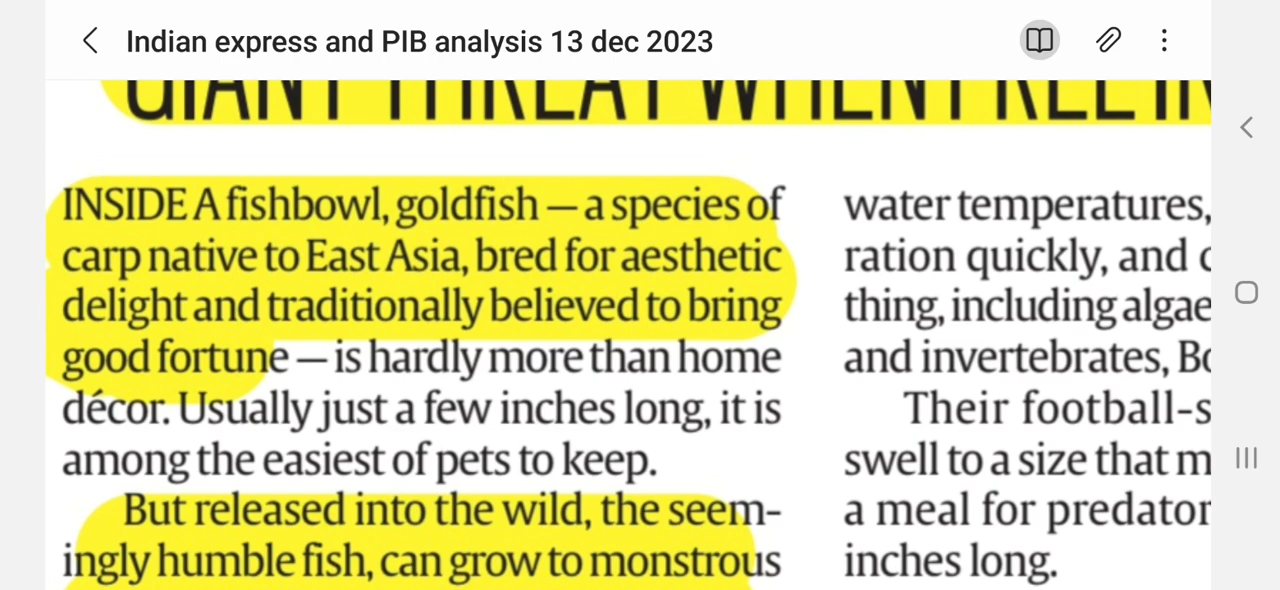 Indian express and PIB analysis 13 dec 2023
GIANT THREAT WHEN
INSIDE A fishbowl, goldfish — a species of
carp native to East Asia, bred for aesthetic
delight and traditionally believed to bring
good fortune — is hardly more than home
décor. Usually just a few inches long, it is
among the easiest of pets to keep.
But released into the wild, the seem-
ingly humble fish, can grow to monstrous
water temperatures,
ration quickly, and
thing, including algae
and invertebrates,
Their football-s
swell to a size that m
a meal for predator
inches long.